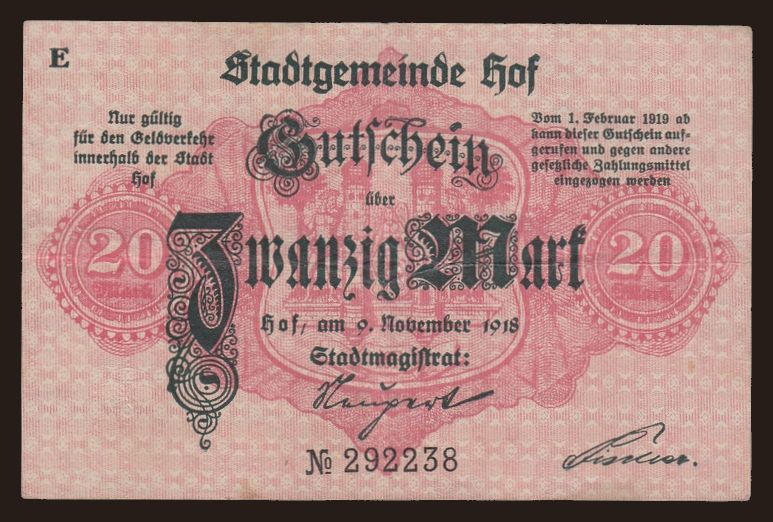 E
Stadtgemeinde Hof
Nur gültig
für den Geldverkehr
innerhalb der Stadt
Hof
Vom 1. Februar 1919 ab
kann dieser Gutschein auf-
gerufen und gegen andere
gesetzliche Zahlungsmittel
eingezogen werden
Gutschein
über
20
Zwanzig Mark
20
Hof, am 9. November 1918
Stadtmagistrat:
Neupert
№ 292238